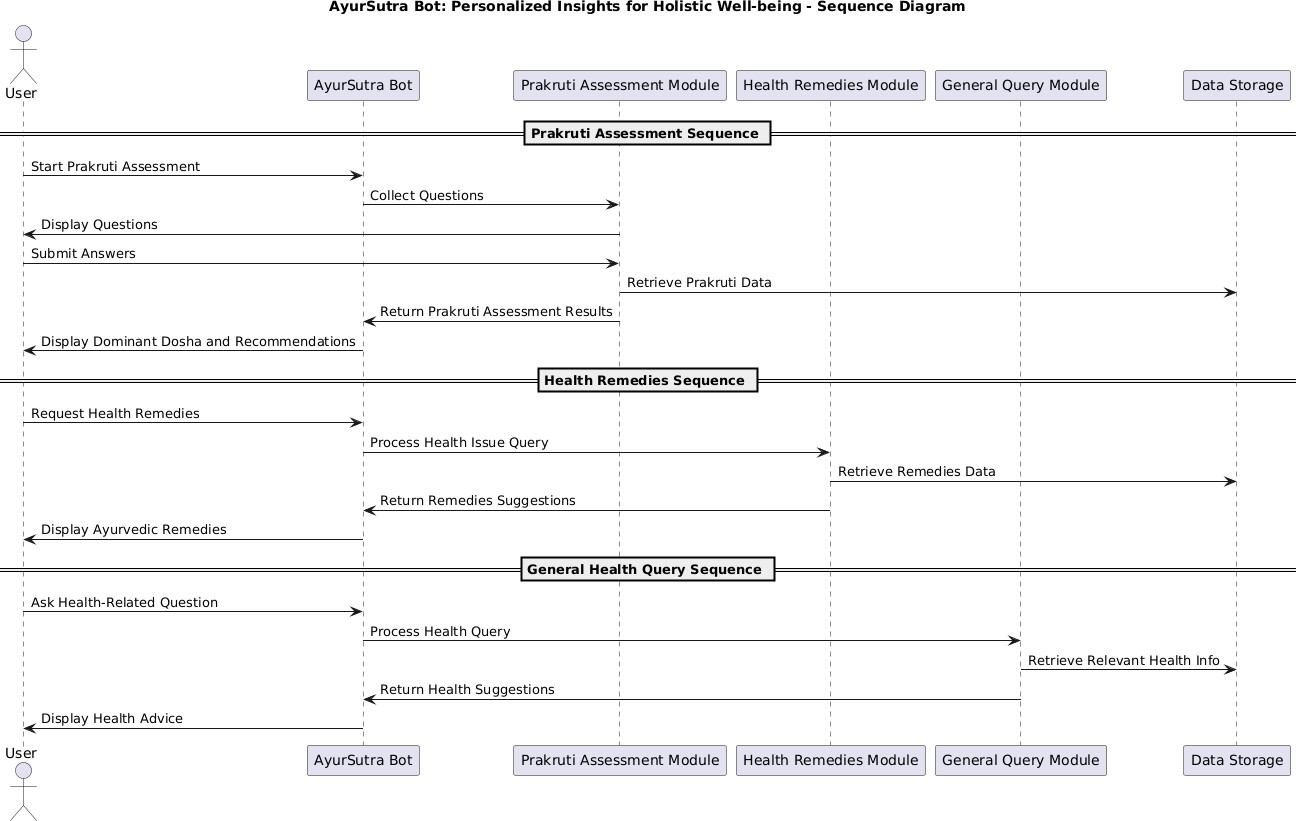 AyurSutra Bot: Personalized Insights for Holistic Well-being - Sequence Diagram
User
AyurSutra Bot
Prakruti Assessment Module
Health Remedies Module
General Query Module
Data Storage
Prakruti Assessment Sequence
Start Prakruti Assessment
Collect Questions
Display Questions
Submit Answers
Retrieve Prakruti Data
Return Prakruti Assessment Results
Display Dominant Dosha and Recommendations
Health Remedies Sequence
Request Health Remedies
Process Health Issue Query
Retrieve Remedies Data
Return Remedies Suggestions
Display Ayurvedic Remedies
General Health Query Sequence
Ask Health-Related Question
Process Health Query
Retrieve Relevant Health Info
Return Health Suggestions
Display Health Advice
User
AyurSutra Bot
Prakruti Assessment Module
Health Remedies Module
General Query Module
Data Storage